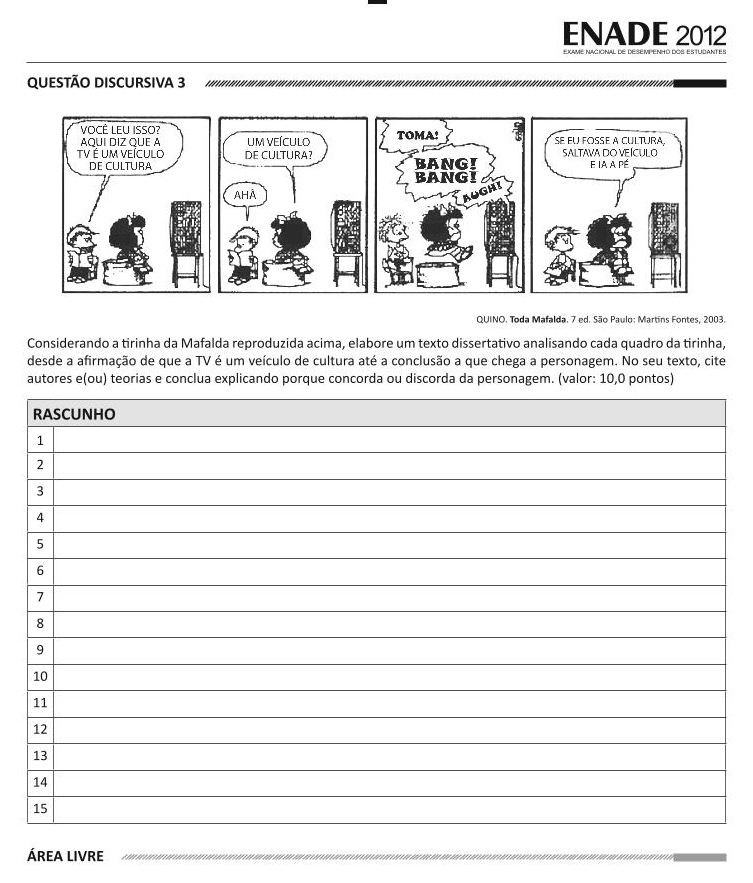 ENADE 2012
EXAME NACIONAL DE DESEMPENHO DOS ESTUDANTES
QUESTÃO DISCURSIVA 3
VOCÊ LEU ISSO?
AQUI DIZ QUE A
TV É UM VEÍCULO
DE CULTURA
UM VEÍCULO
DE CULTURA?
AHÃ
TOMA!
BANG!
BANG!
AUGH!
SE EU FOSSE A CULTURA,
SALTAVA DO VEÍCULO
E IA A PÉ
QUINO. Toda Mafalda. 7 ed. São Paulo: Martins Fontes, 2003.
Considerando a tirinha da Mafalda reproduzida acima, elabore um texto dissertativo analisando cada quadro da tirinha,
desde a afirmação de que a TV é um veículo de cultura até a conclusão a que chega a personagem. No seu texto, cite
autores e(ou) teorias e conclua explicando porque concorda ou discorda da personagem. (valor: 10,0 pontos)
RASCUNHO
1
2
3
4
5
6
7
8
9
10
11
12
13
14
15
ÁREA LIVRE